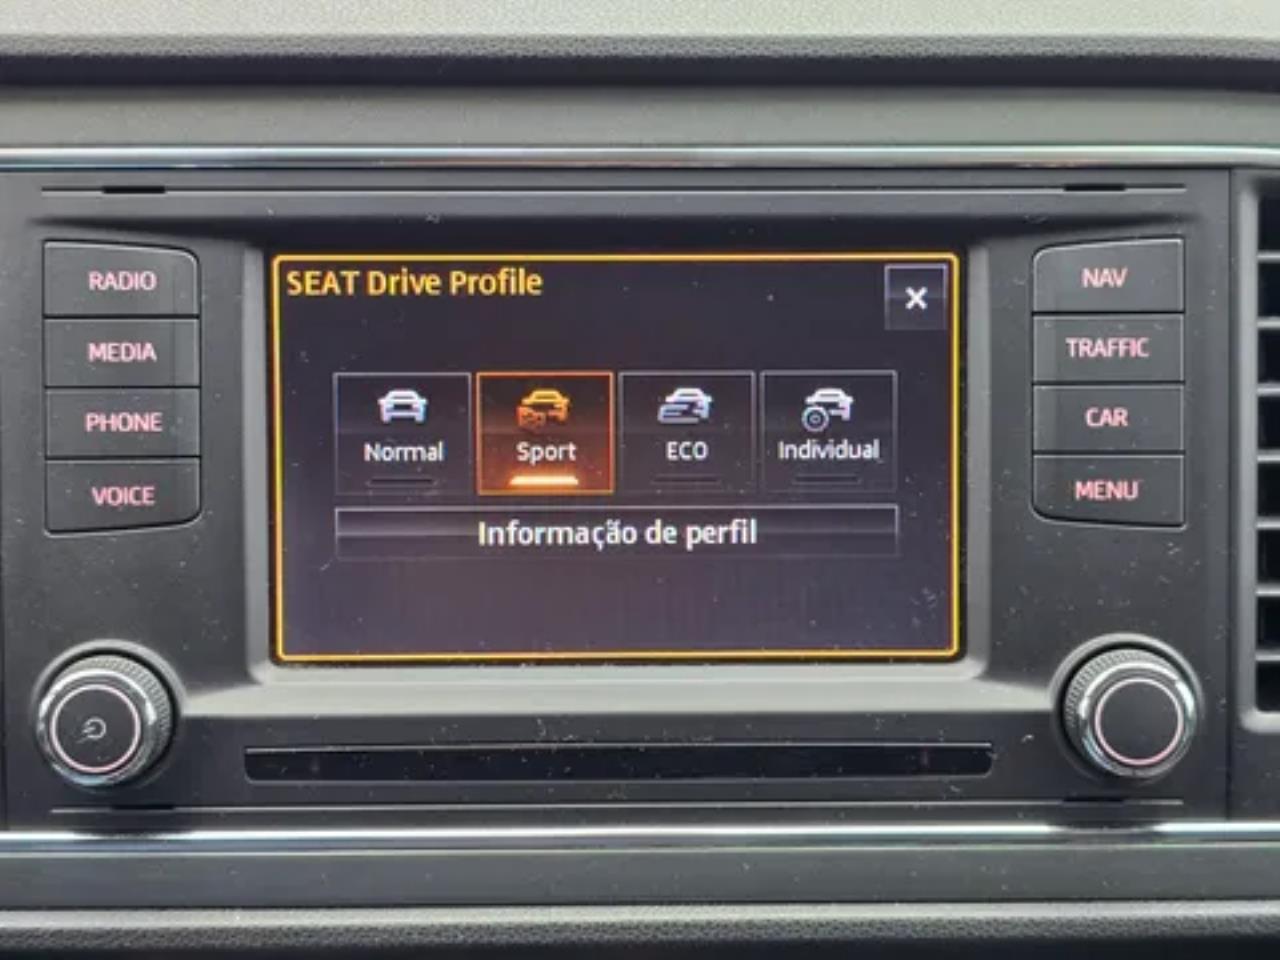 SEAT Drive Profile
RADIO
MEDIA
PHONE
VOICE
Normal
Sport
ECO
Individual
Informação de perfil
NAV
TRAFFIC
CAR
MENU